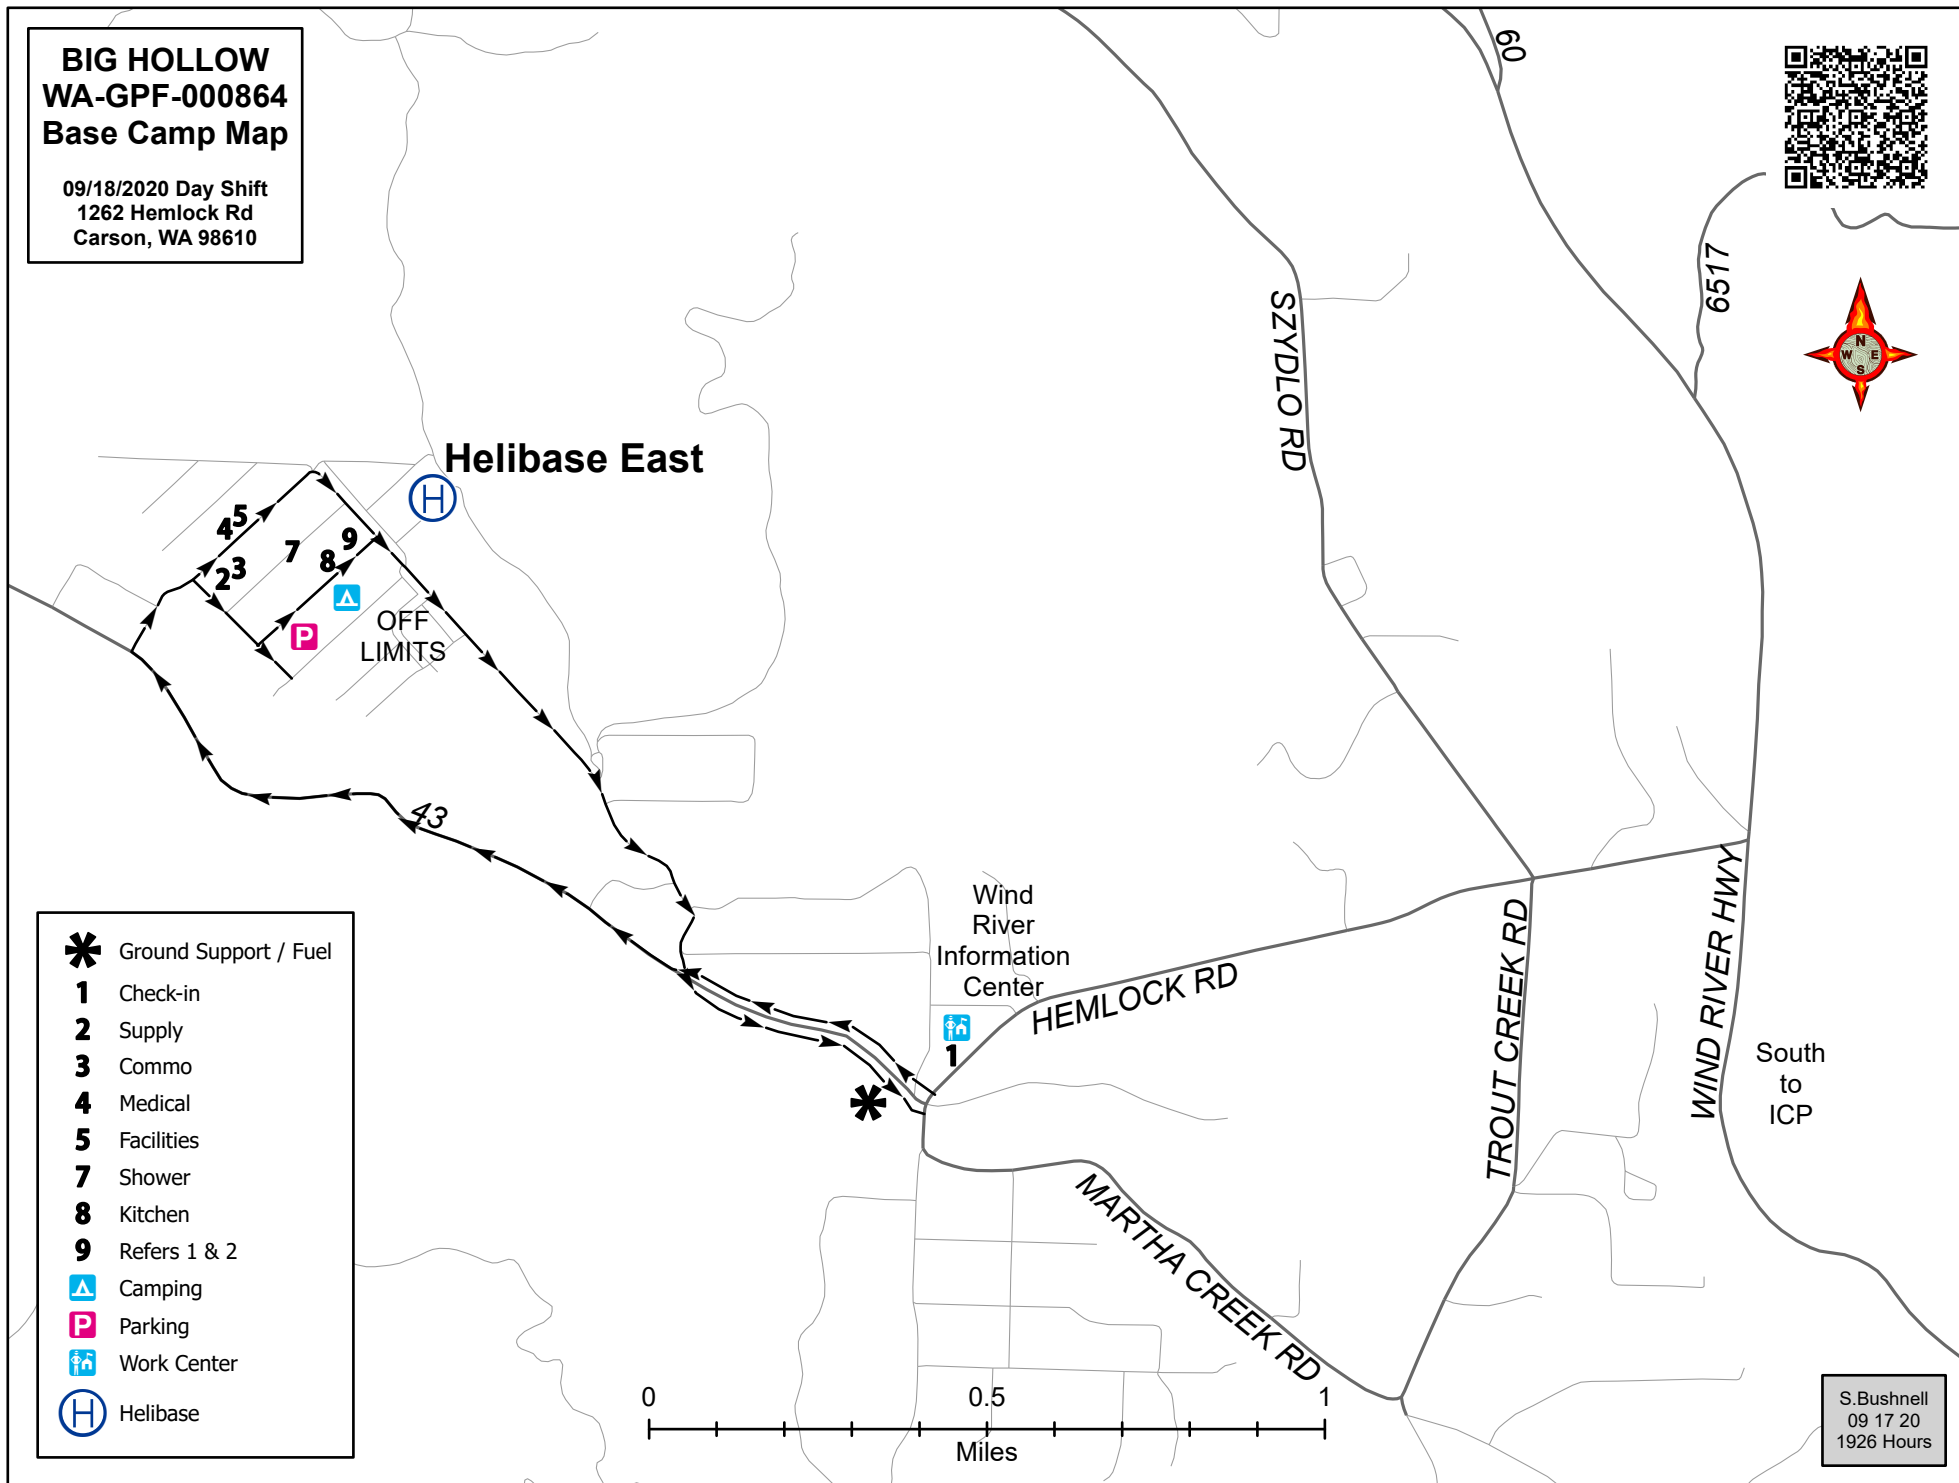 BIG HOLLOW
WA-GPF-000864
Base Camp Map
09/18/2020 Day Shift
1262 Hemlock Rd
Carson, WA 98610
60
6517
N
W
E
S
SZYDLO RD
Helibase East
H
4
5
2
3
7
8
9
P
OFF
LIMITS
43
Wind
River
Information
Center
1
HEMLOCK RD
TROUT CREEK RD
WIND RIVER HWY
South
to
ICP
MARTHA CREEK RD
Ground Support / Fuel
1 Check-in
2 Supply
3 Commo
4 Medical
5 Facilities
7 Shower
8 Kitchen
9 Refers 1 & 2
Camping
P Parking
Work Center
H Helibase
0 0.5 1
Miles
S.Bushnell
09 17 20
1926 Hours